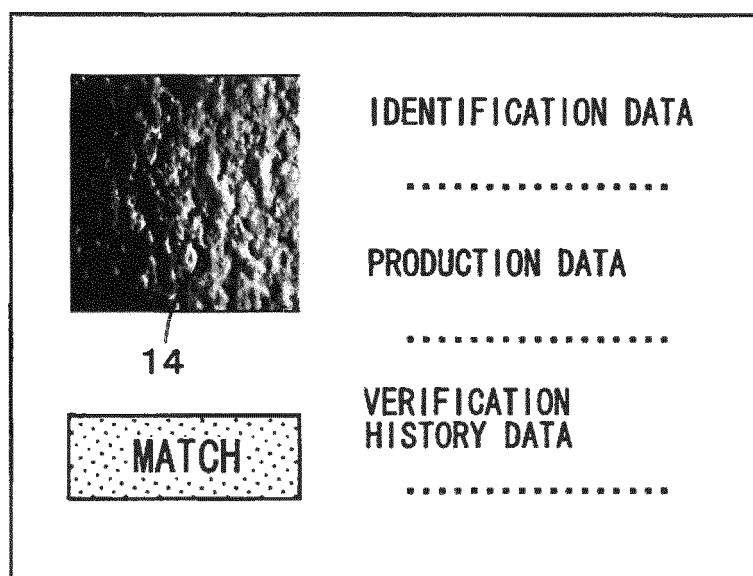 IDENTIFICATION DATA
PRODUCTION DATA
14
VERIFICATION
HISTORY DATA
MATCH